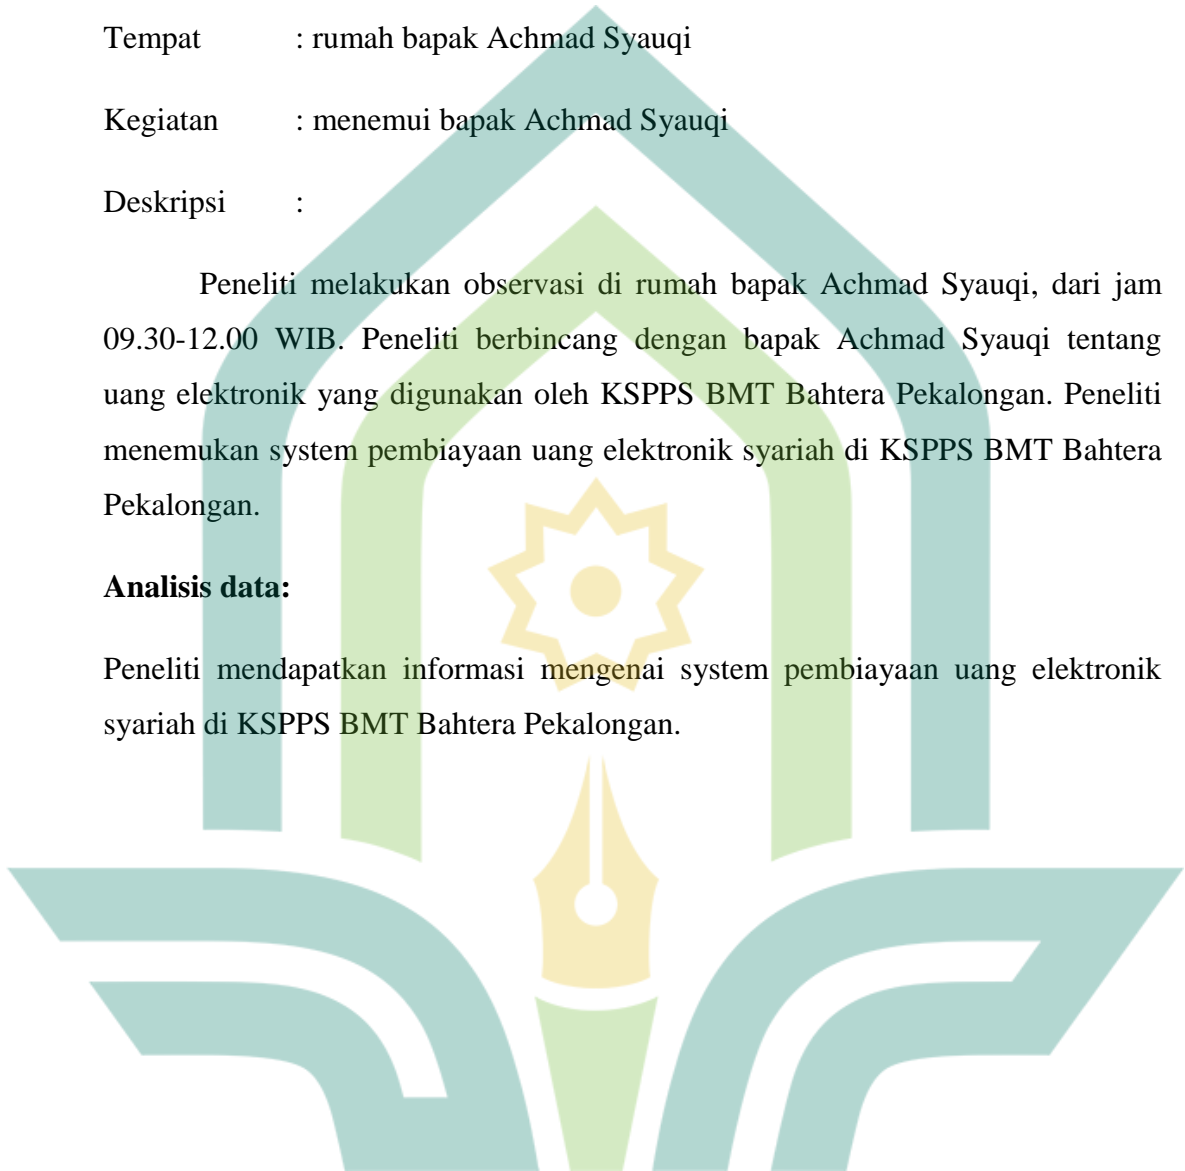 Tempat : rumah bapak Achmad Syauqi
Kegiatan : menemui bapak Achmad Syauqi
Deskripsi :
Peneliti melakukan observasi di rumah bapak Achmad Syauqi, dari jam
09.30-12.00 WIB. Peneliti berbincang dengan bapak Achmad Syauqi tentang
uang elektronik yang digunakan oleh KSPPS BMT Bahtera Pekalongan. Peneliti
menemukan system pembiayaan uang elektronik syariah di KSPPS BMT Bahtera
Pekalongan.
Analisis data:
Peneliti mendapatkan informasi mengenai system pembiayaan uang elektronik
syariah di KSPPS BMT Bahtera Pekalongan.